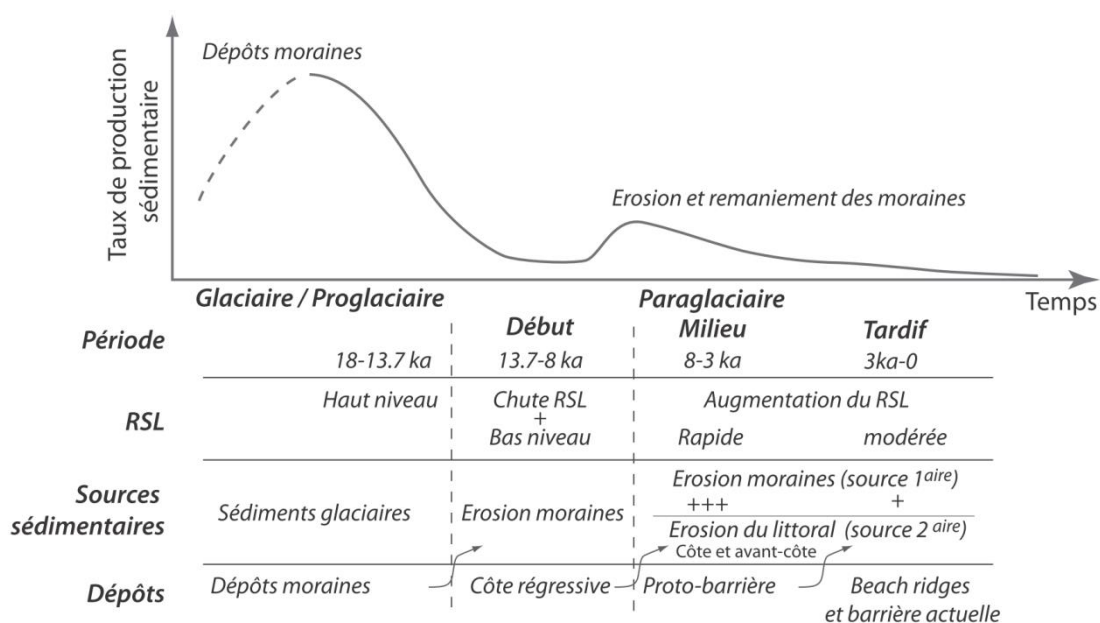 Taux de production
sédimentaire
Dépôts moraines
Erosion et remaniement des moraines
Temps
Glaciaire / Proglaciaire
Paraglaciaire
Période
Début
Milieu
Tardif
18-13.7 ka
13.7-8 ka
8-3 ka
3ka-0
RSL
Haut niveau
Chute RSL
+
Bas niveau
Augmentation du RSL
Rapide
modérée
Sources
sédimentaires
Sédiments glaciaires
Erosion moraines
Erosion moraines (source 1aire)
+++
+
Erosion du littoral (source 2 aire)
Côte et avant-côte
Dépôts
Dépôts moraines
Côte régressive
Proto-barrière
Beach ridges
et barrière actuelle